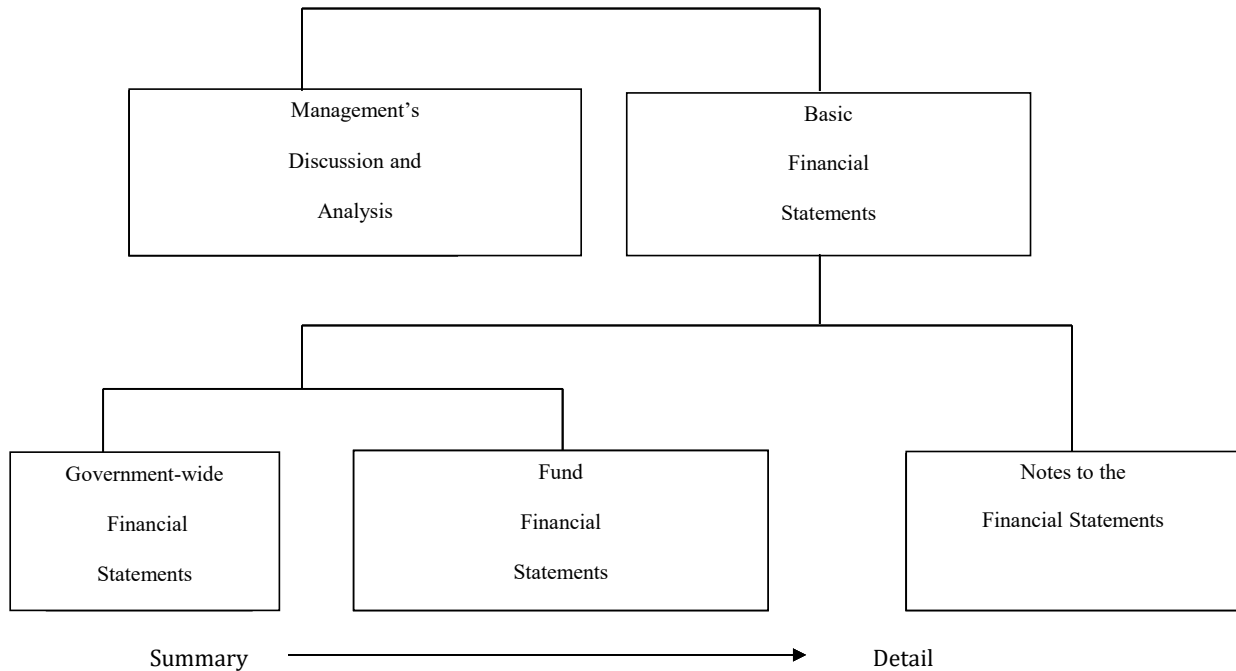 Management’s
Discussion and
Analysis
Basic
Financial
Statements
Government-wide
Financial
Statements
Fund
Financial
Statements
Notes to the
Financial Statements
Summary
Detail